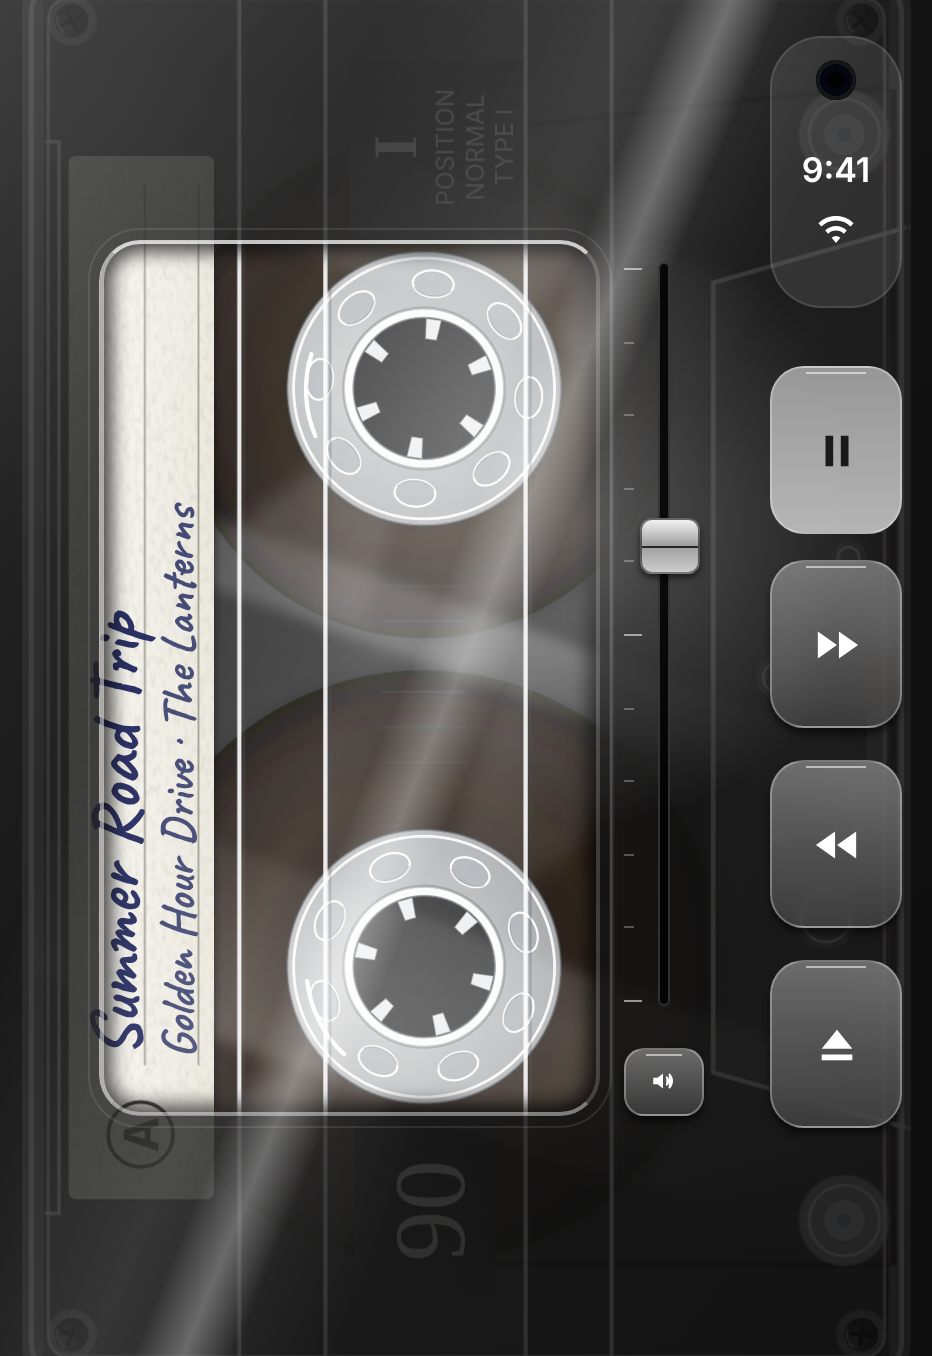 Summer Road Trip
Golden Hour Drive · The Lanterns
A
90
I
POSITION
NORMAL
TYPE I
9:41